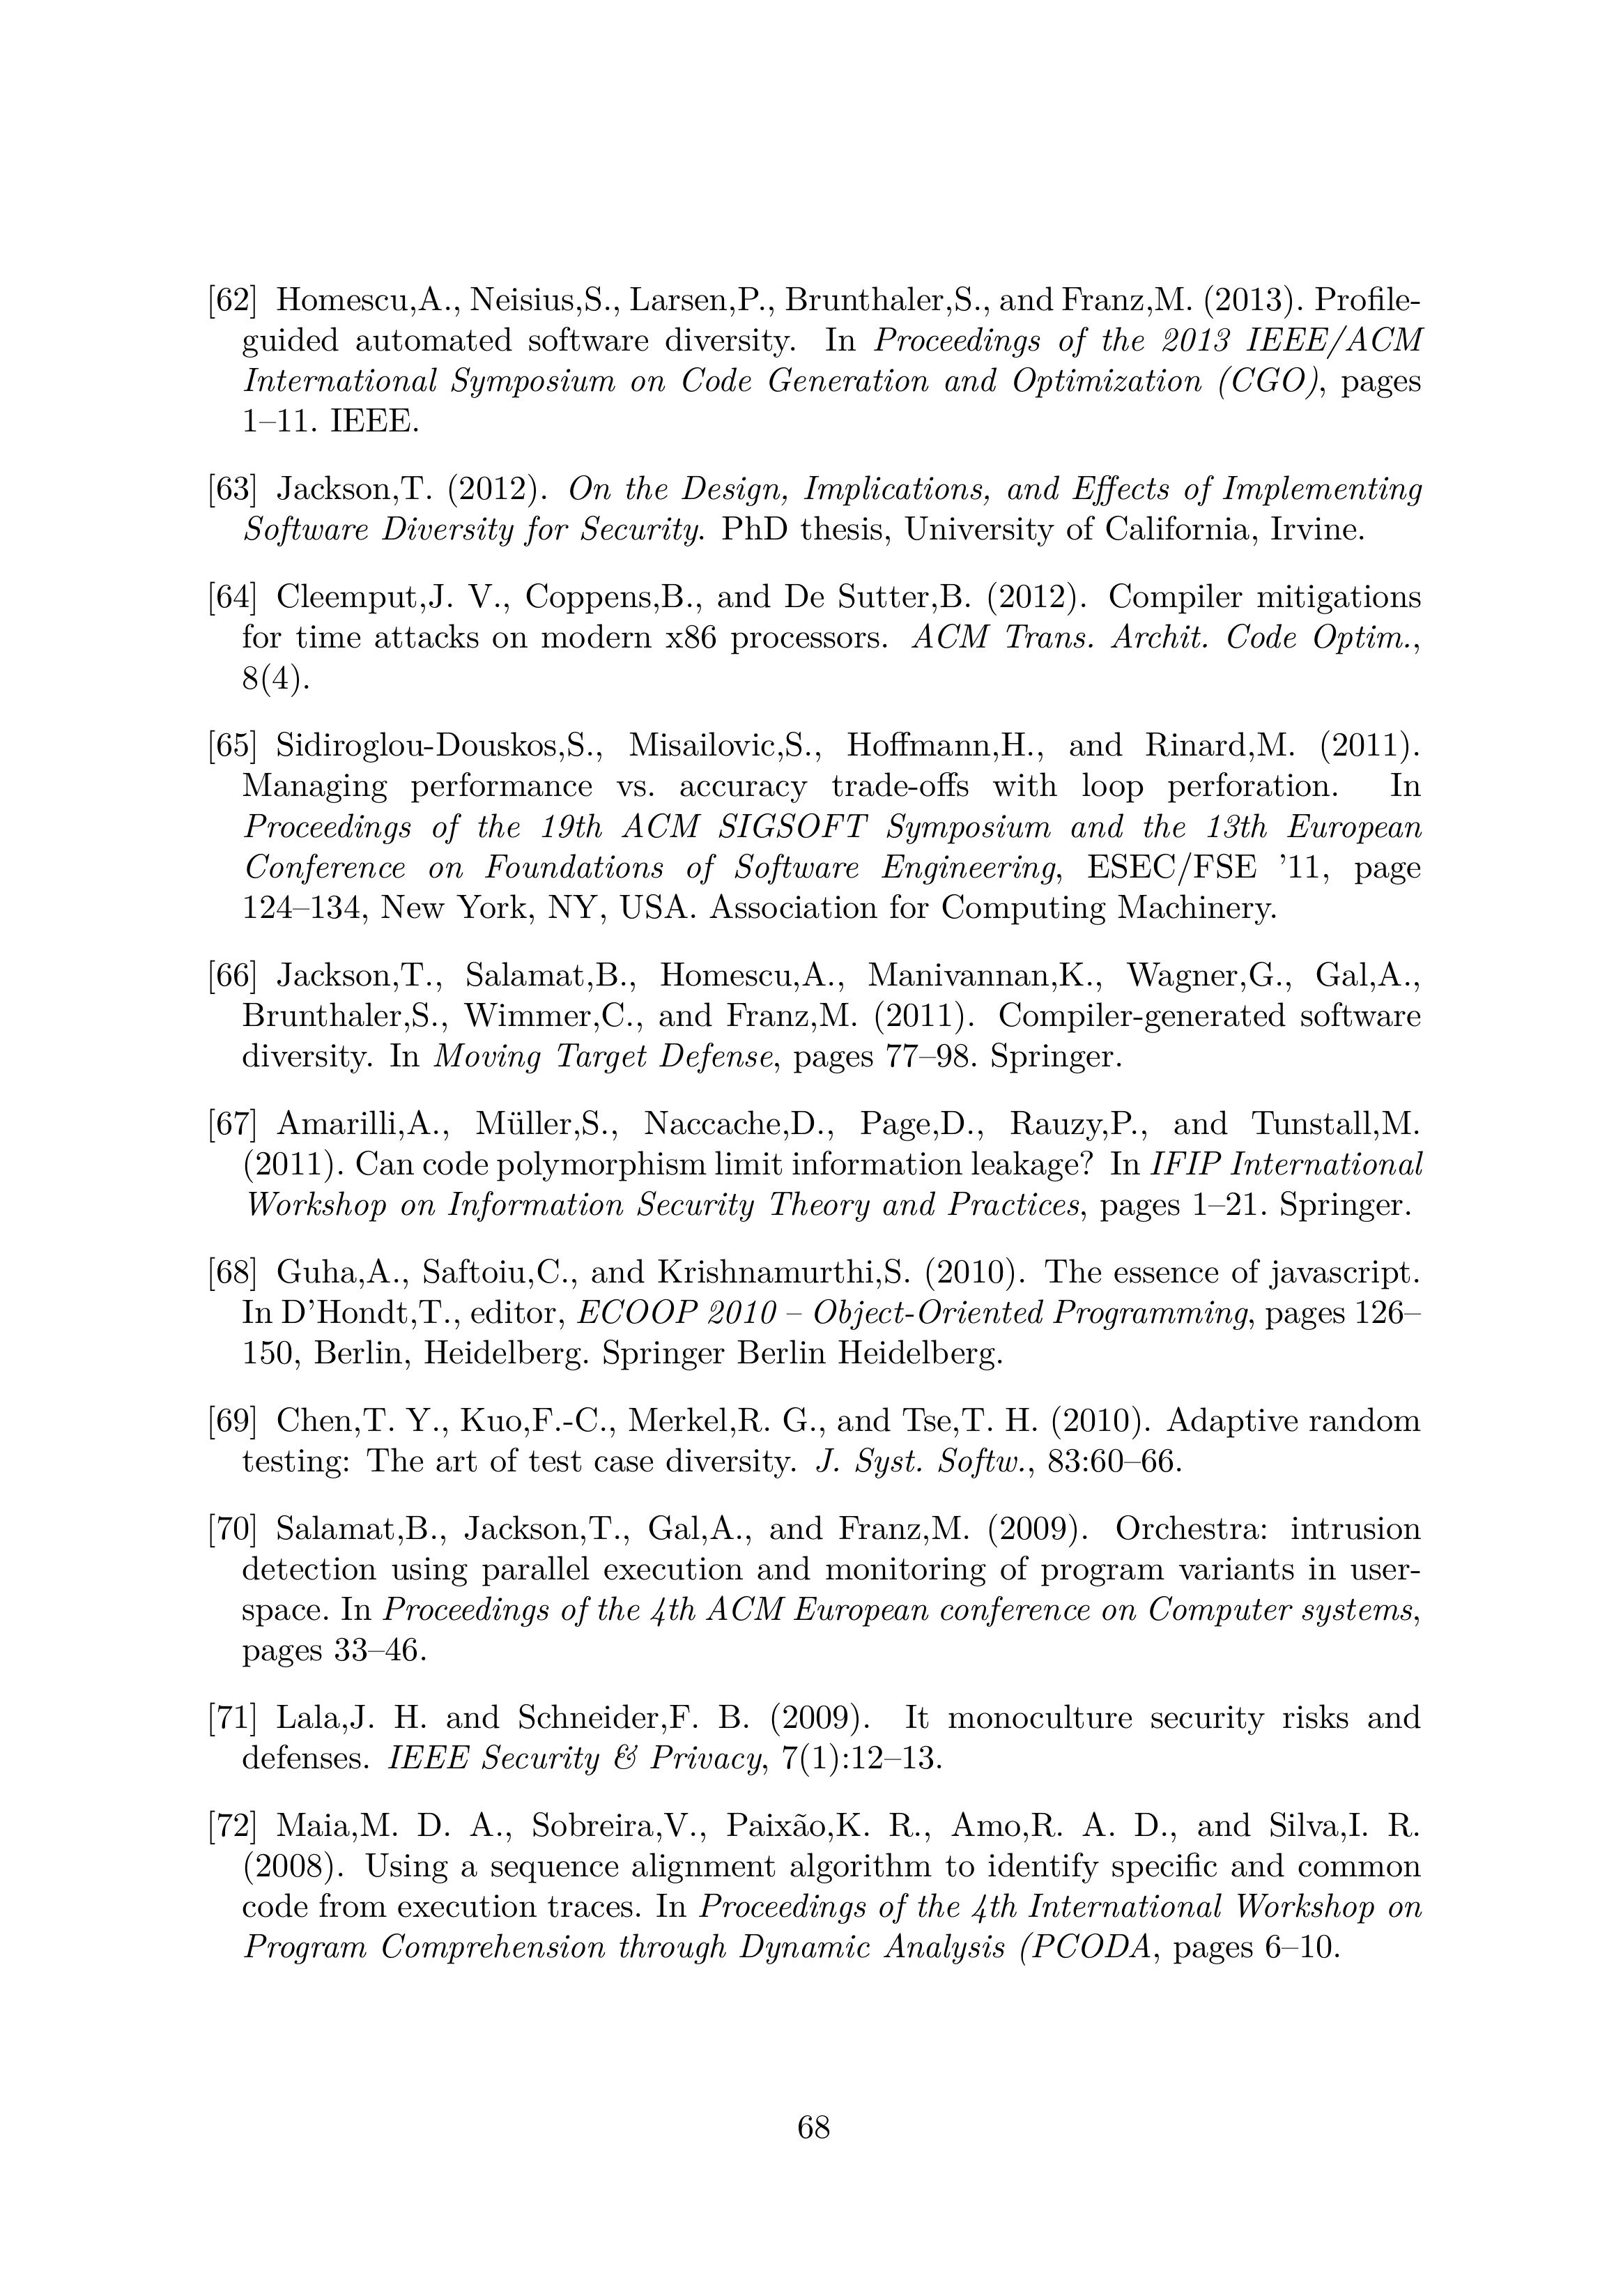 [62] Homescu,A., Neisius,S., Larsen,P., Brunthaler,S., and Franz,M. (2013). Profile-
guided automated software diversity. In Proceedings of the 2013 IEEE/ACM
International Symposium on Code Generation and Optimization (CGO), pages
1–11. IEEE.
[63] Jackson,T. (2012). On the Design, Implications, and Effects of Implementing
Software Diversity for Security. PhD thesis, University of California, Irvine.
[64] Cleemput,J. V., Coppens,B., and De Sutter,B. (2012). Compiler mitigations
for time attacks on modern x86 processors. ACM Trans. Archit. Code Optim.,
8(4).
[65] Sidiroglou-Douskos,S., Misailovic,S., Hoffmann,H., and Rinard,M. (2011).
Managing performance vs. accuracy trade-offs with loop perforation. In
Proceedings of the 19th ACM SIGSOFT Symposium and the 13th European
Conference on Foundations of Software Engineering, ESEC/FSE ’11, page
124–134, New York, NY, USA. Association for Computing Machinery.
[66] Jackson,T., Salamat,B., Homescu,A., Manivannan,K., Wagner,G., Gal,A.,
Brunthaler,S., Wimmer,C., and Franz,M. (2011). Compiler-generated software
diversity. In Moving Target Defense, pages 77–98. Springer.
[67] Amarilli,A., Müller,S., Naccache,D., Page,D., Rauzy,P., and Tunstall,M.
(2011). Can code polymorphism limit information leakage? In IFIP International
Workshop on Information Security Theory and Practices, pages 1–21. Springer.
[68] Guha,A., Saftoiu,C., and Krishnamurthi,S. (2010). The essence of javascript.
In D’Hondt,T., editor, ECOOP 2010 – Object-Oriented Programming, pages 126–
150, Berlin, Heidelberg. Springer Berlin Heidelberg.
[69] Chen,T. Y., Kuo,F.-C., Merkel,R. G., and Tse,T. H. (2010). Adaptive random
testing: The art of test case diversity. J. Syst. Softw., 83:60–66.
[70] Salamat,B., Jackson,T., Gal,A., and Franz,M. (2009). Orchestra: intrusion
detection using parallel execution and monitoring of program variants in user-
space. In Proceedings of the 4th ACM European conference on Computer systems,
pages 33–46.
[71] Lala,J. H. and Schneider,F. B. (2009). It monoculture security risks and
defenses. IEEE Security & Privacy, 7(1):12–13.
[72] Maia,M. D. A., Sobreira,V., Paixão,K. R., Amo,R. A. D., and Silva,I. R.
(2008). Using a sequence alignment algorithm to identify specific and common
code from execution traces. In Proceedings of the 4th International Workshop on
Program Comprehension through Dynamic Analysis (PCODA, pages 6–10.
68